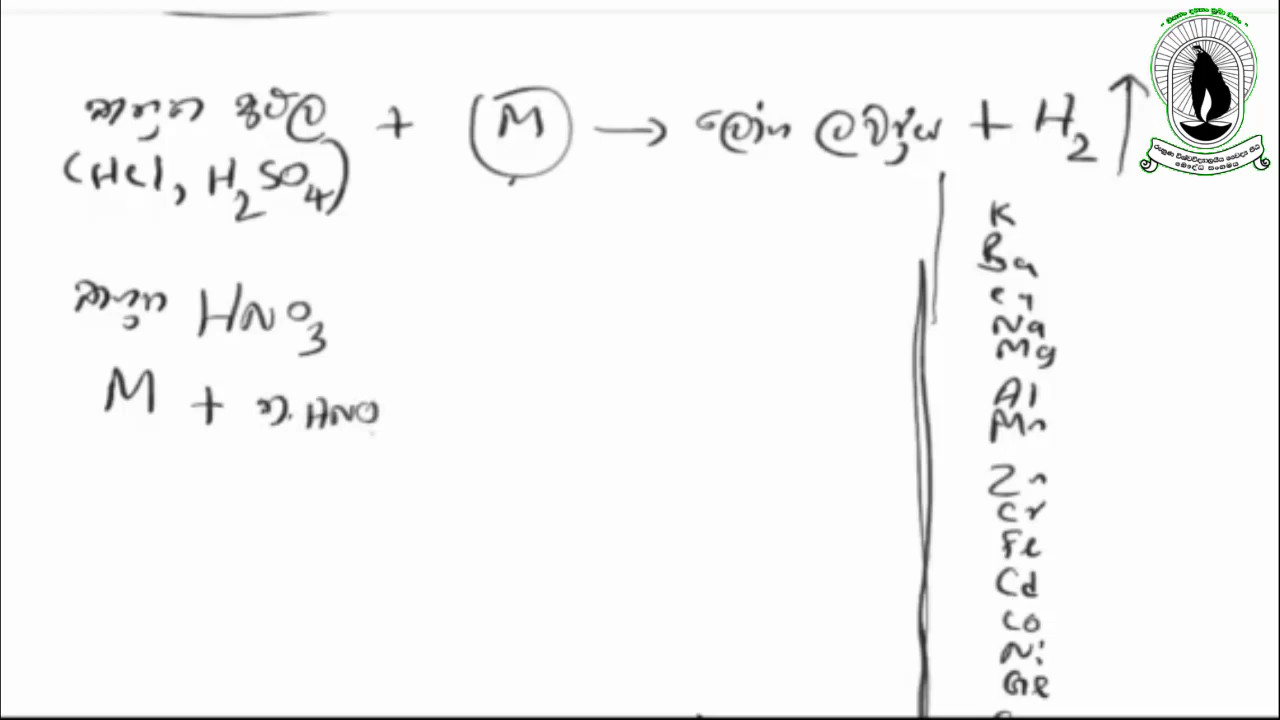 තනුක අම්ල + M → ලෝහ ලවණය + H₂ ↑
(HCl, H₂SO₄)
තනුක HNO₃
M + ත. HNO
K
Ba
Ca
Na
Mg
Al
Mn
Zn
Cr
Fe
Cd
Co
Ni